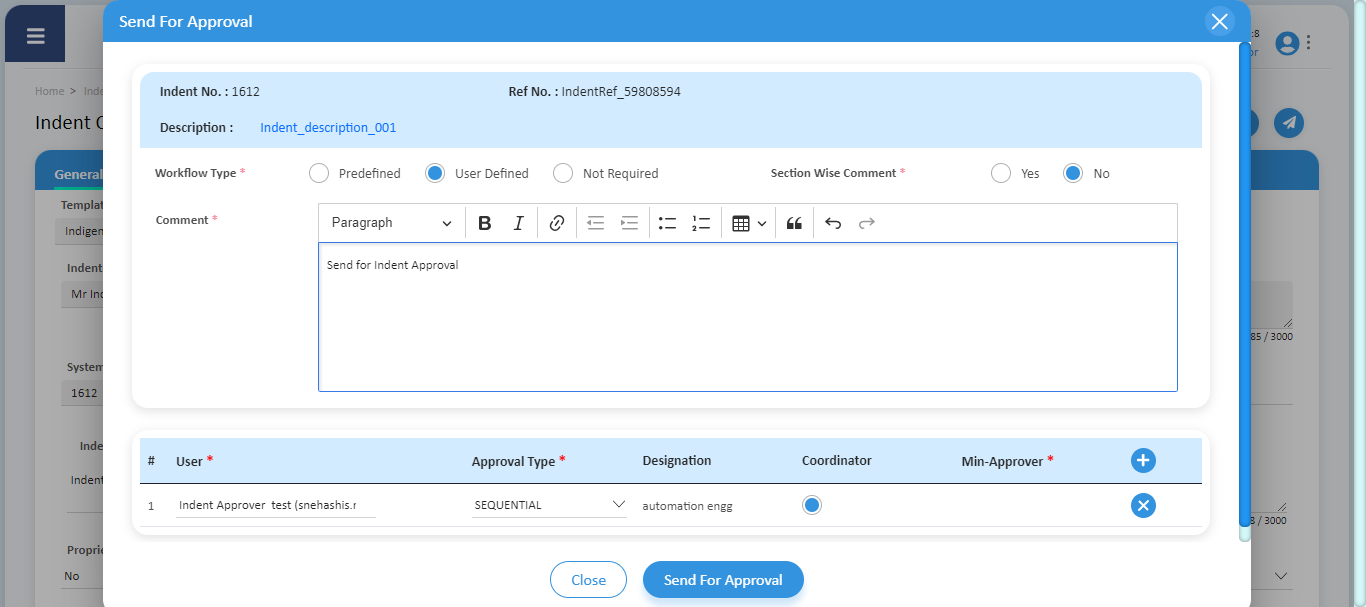 Send For Approval
:8
or
Home > Inde
Indent C
Indent No. : 1612
Ref No. : IndentRef_59808594
Description : Indent_description_001
General
Workflow Type * Predefined User Defined Not Required
Section Wise Comment * Yes No
Templat
Indigen
Comment *
Paragraph
Send for Indent Approval
Indent
Mr Ind
85 / 3000
System
1612
Inde
Indent
# User * Approval Type * Designation Coordinator Min-Approver *
1 Indent Approver test (snehashis.r SEQUENTIAL automation engg
8 / 3000
Proprie
No
Close
Send For Approval